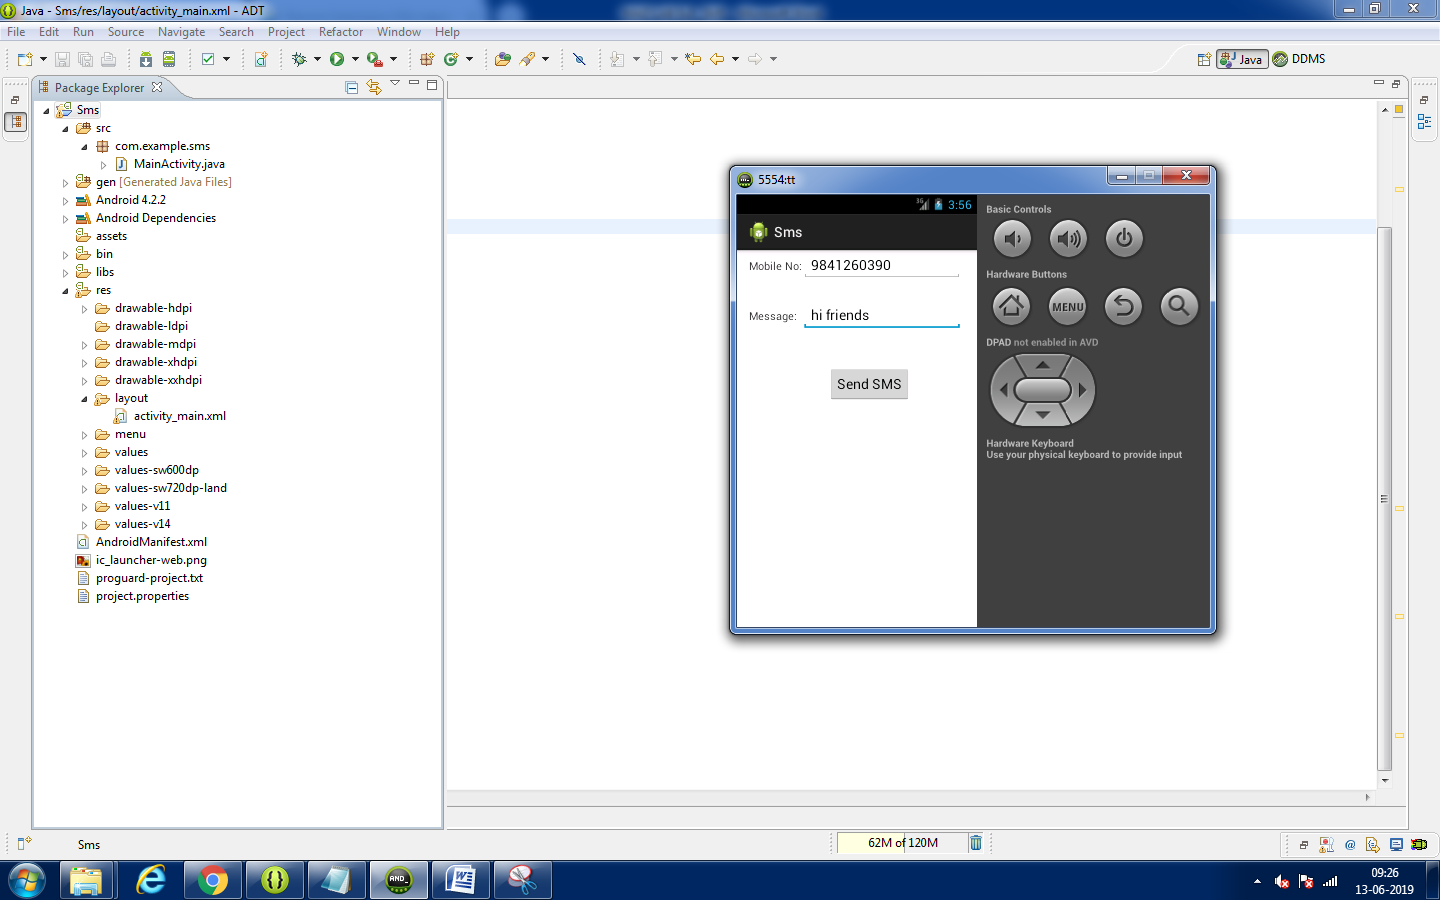 Java - Sms/res/layout/activity_main.xml - ADT
File Edit Run Source Navigate Search Project Refactor Window Help
Java DDMS
Package Explorer
Sms
src
com.example.sms
MainActivity.java
gen [Generated Java Files]
Android 4.2.2
Android Dependencies
assets
bin
libs
res
drawable-hdpi
drawable-ldpi
drawable-mdpi
drawable-xhdpi
drawable-xxhdpi
layout
activity_main.xml
menu
values
values-sw600dp
values-sw720dp-land
values-v11
values-v14
AndroidManifest.xml
ic_launcher-web.png
proguard-project.txt
project.properties
5554:tt
3G 3:56
Sms
Mobile No: 9841260390
Message: hi friends
Send SMS
Basic Controls
Hardware Buttons
MENU
DPAD not enabled in AVD
Hardware Keyboard
Use your physical keyboard to provide input
Sms
62M of 120M
AND_
09:26
13-06-2019